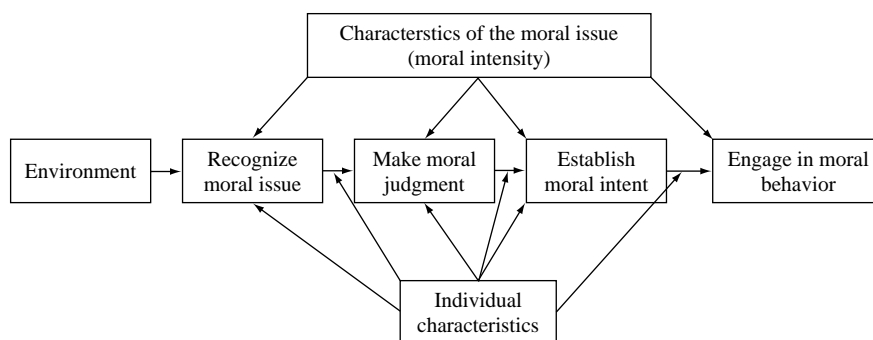 Characterstics of the moral issue
(moral intensity)
Environment
Recognize
moral issue
Make moral
judgment
Establish
moral intent
Engage in moral
behavior
Individual
characteristics